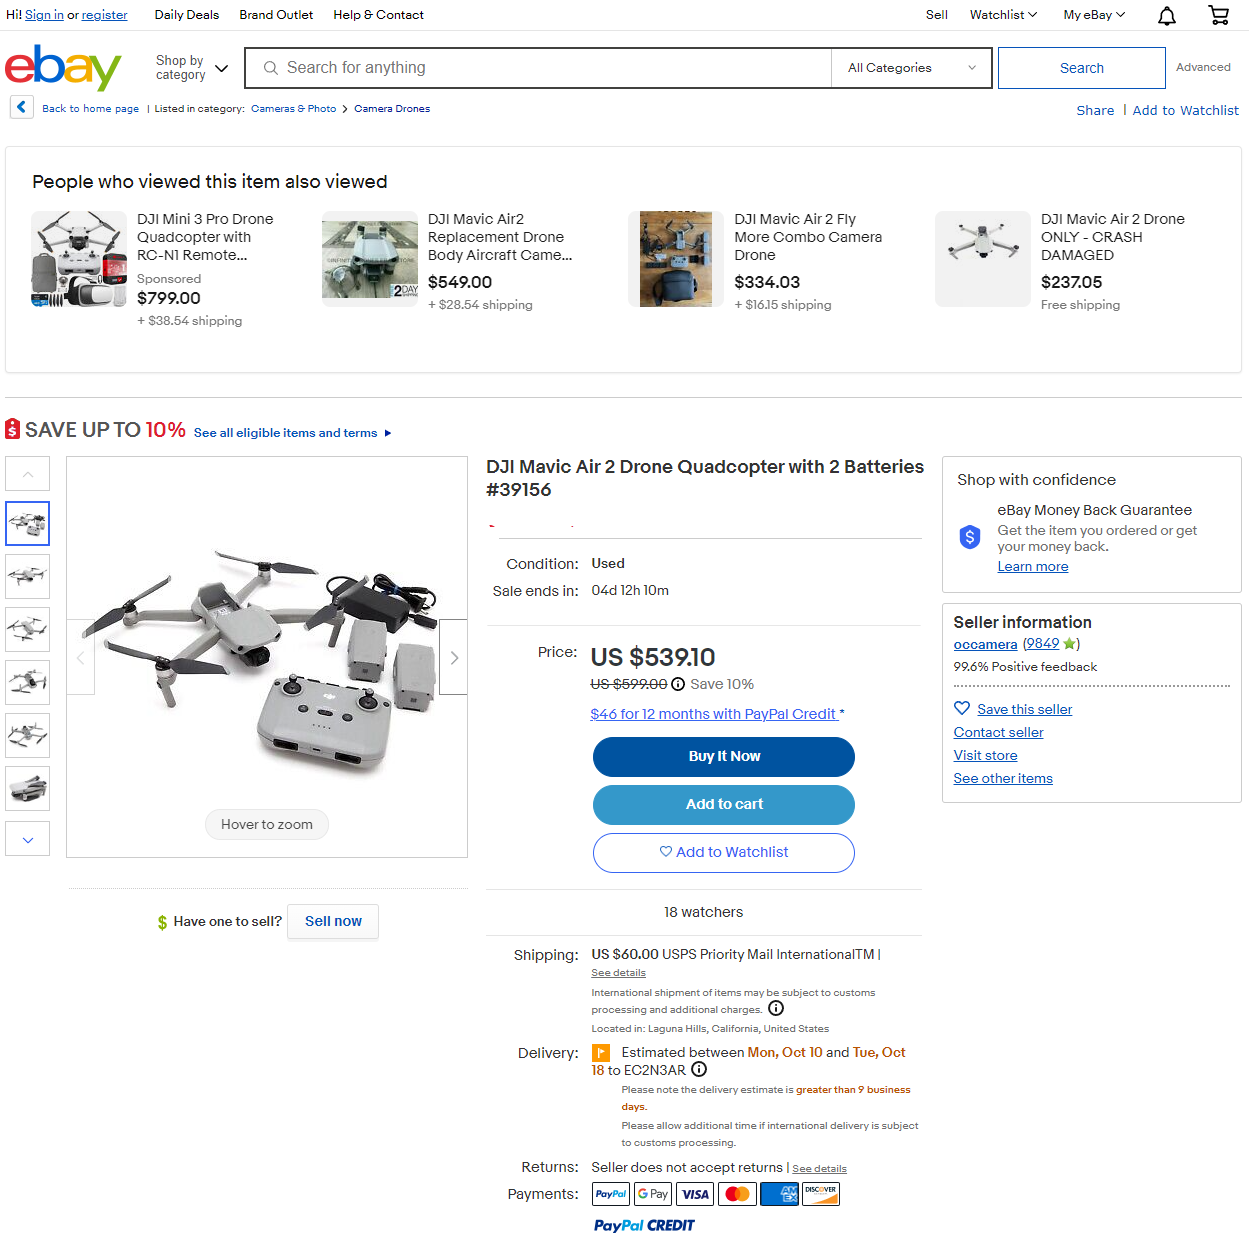 Hi! Sign in or register
Daily Deals
Brand Outlet
Help & Contact
Sell
Watchlist
My eBay
ebay
Shop by category
Search for anything
All Categories
Search
Advanced
Back to home page | Listed in category: Cameras & Photo > Camera Drones
Share | Add to Watchlist
People who viewed this item also viewed
DJI Mini 3 Pro Drone
Quadcopter with
RC-N1 Remote...
Sponsored
$799.00
+ $38.54 shipping
DJI Mavic Air2
Replacement Drone
Body Aircraft Came...
$549.00
+ $28.54 shipping
DJI Mavic Air 2 Fly
More Combo Camera
Drone
$334.03
+ $16.15 shipping
DJI Mavic Air 2 Drone
ONLY - CRASH
DAMAGED
$237.05
Free shipping
SAVE UP TO 10% See all eligible items and terms
Hover to zoom
$ Have one to sell? Sell now
DJI Mavic Air 2 Drone Quadcopter with 2 Batteries
#39156
Condition: Used
Sale ends in: 04d 12h 10m
Price: US $539.10
US $599.00 Save 10%
$46 for 12 months with PayPal Credit *
Buy It Now
Add to cart
Add to Watchlist
18 watchers
Shipping: US $60.00 USPS Priority Mail InternationalTM |
See details
International shipment of items may be subject to customs
processing and additional charges.
Located in: Laguna Hills, California, United States
Delivery: Estimated between Mon, Oct 10 and Tue, Oct
18 to EC2N3AR
Please note the delivery estimate is greater than 9 business
days.
Please allow additional time if international delivery is subject
to customs processing.
Returns: Seller does not accept returns | See details
Payments: PayPal G Pay VISA AM EX DISCOVER
PayPal CREDIT
Shop with confidence
eBay Money Back Guarantee
Get the item you ordered or get
your money back.
Learn more
Seller information
occamera (9849)
99.6% Positive feedback
Save this seller
Contact seller
Visit store
See other items